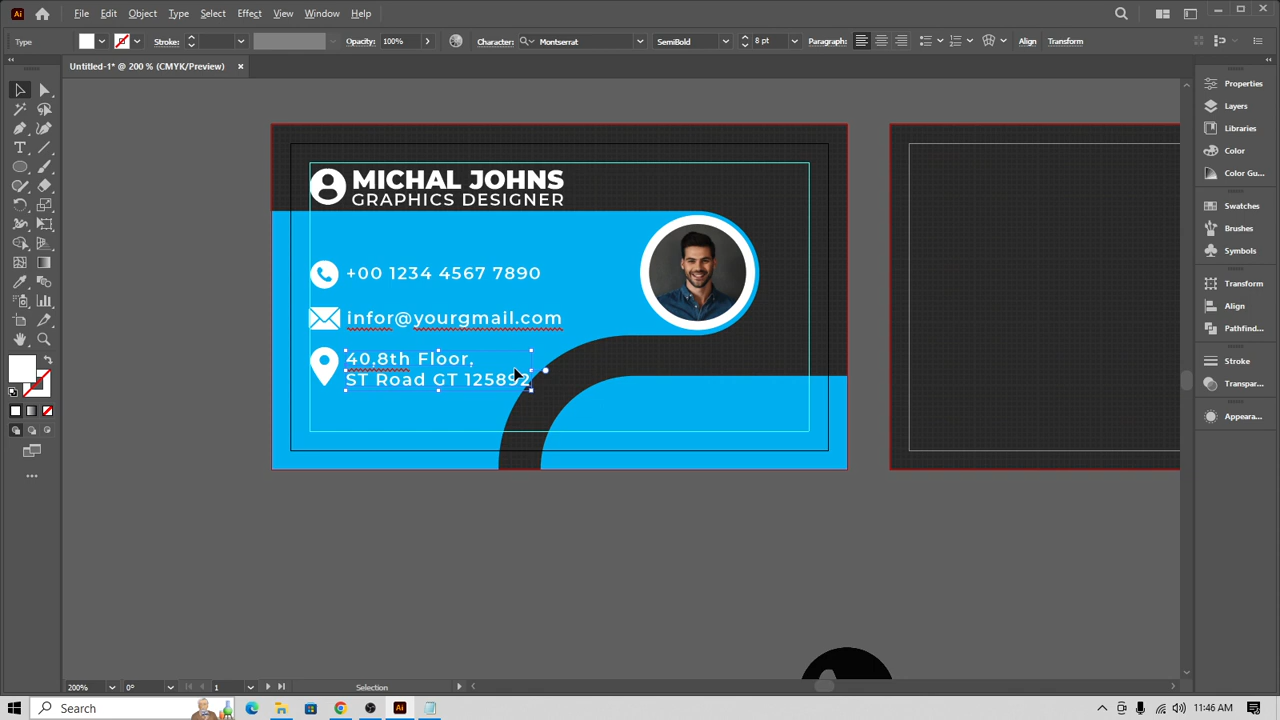 File Edit Object Type Select Effect View Window Help
Type Stroke: Opacity: 100% Character: Montserrat SemiBold 8 pt Paragraph: Align Transform
Untitled-1* @ 200 % (CMYK/Preview)
Properties
Layers
Libraries
Color
Color Gu...
Swatches
Brushes
Symbols
Transform
Align
Pathfind...
Stroke
Transpar...
Appeara...
MICHAL JOHNS
GRAPHICS DESIGNER
+00 1234 4567 7890
infor@yourgmail.com
40,8th Floor,
ST Road GT 125892
200% 0° 1 Selection
Search 11:46 AM